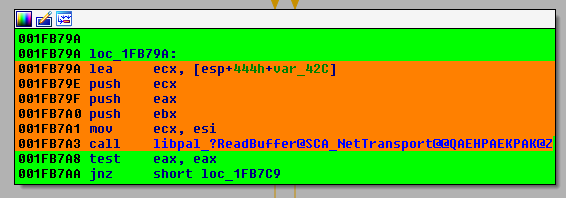 001FB79A
001FB79A loc_1FB79A:
001FB79A lea ecx, [esp+444h+var_42C]
001FB79E push ecx
001FB79F push eax
001FB7A0 push ebx
001FB7A1 mov ecx, esi
001FB7A3 call libpal_?ReadBuffer@SCA_NetTransport@@QAEHPAEKPAK@Z
001FB7A8 test eax, eax
001FB7AA jnz short loc_1FB7C9